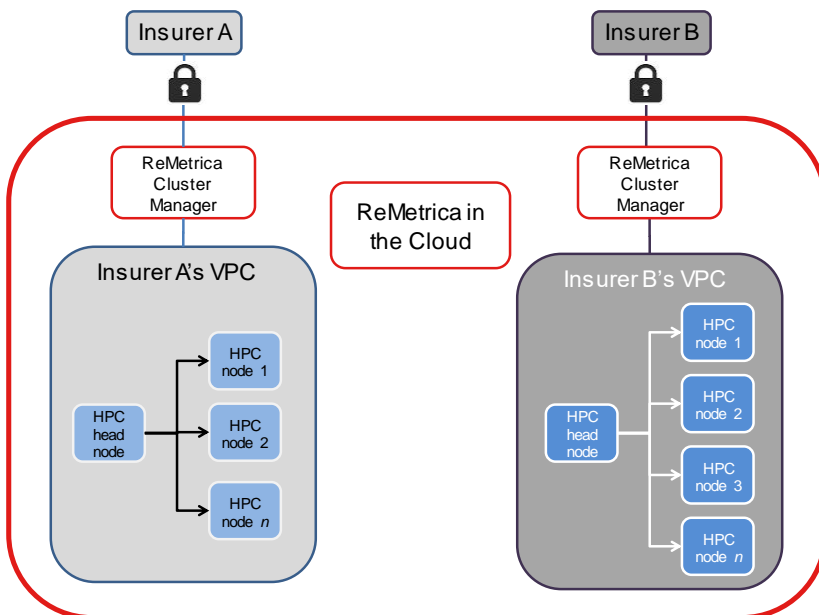 Insurer A
Insurer B
ReMetrica
Cluster
Manager
ReMetrica in
the Cloud
ReMetrica
Cluster
Manager
Insurer A's VPC
HPC
head
node
HPC
node 1
HPC
node 2
HPC
node n
Insurer B's VPC
HPC
head
node
HPC
node 1
HPC
node 2
HPC
node 3
HPC
node n